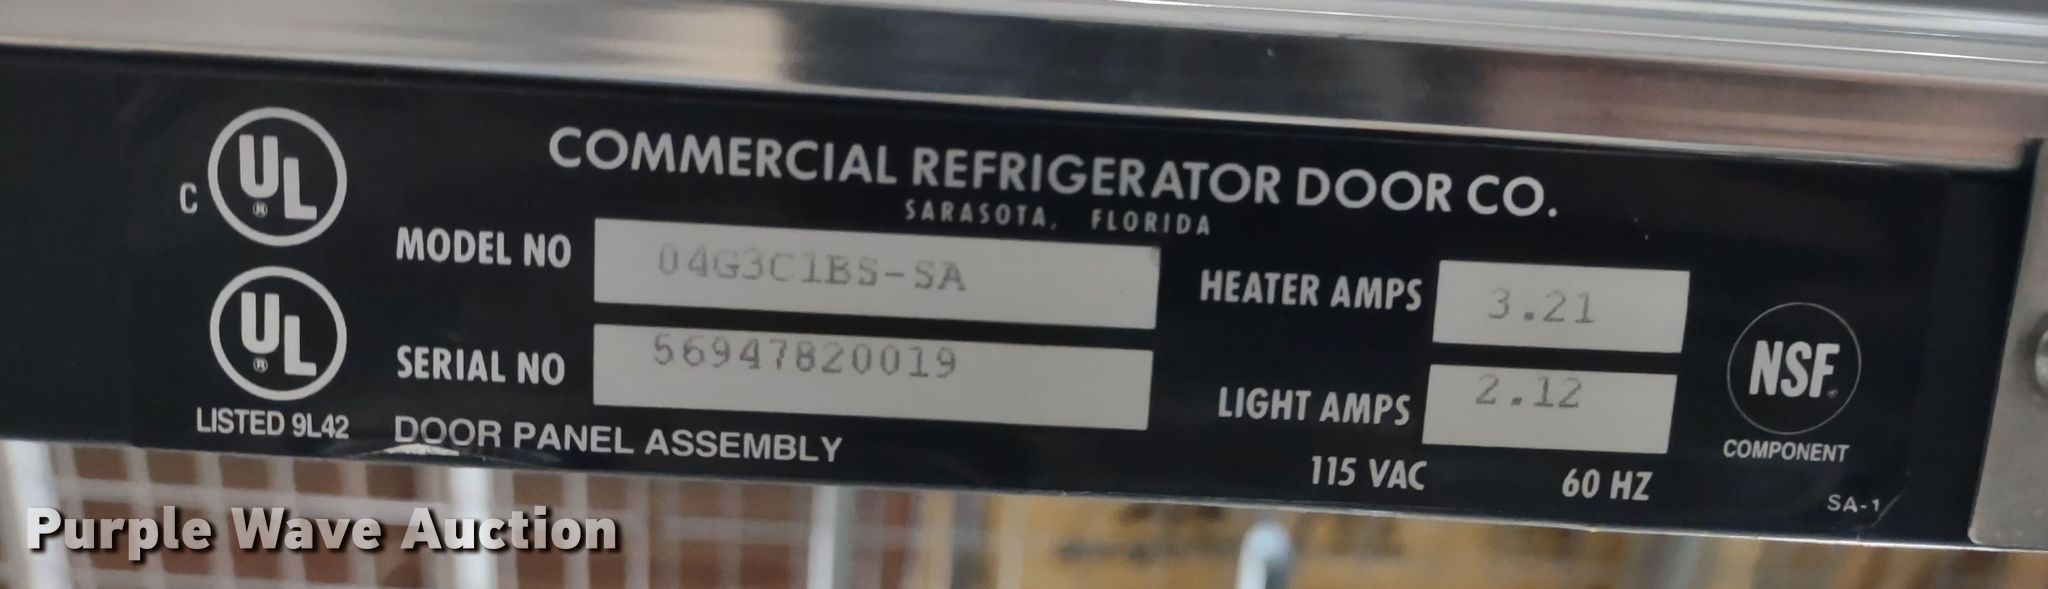 COMMERCIAL REFRIGERATOR DOOR CO.
SARASOTA, FLORIDA
C UL ®
UL ®
LISTED 9L42
MODEL NO 04G3C1BS-SA
SERIAL NO 56947820019
DOOR PANEL ASSEMBLY
HEATER AMPS 3.21
LIGHT AMPS 2.12
115 VAC 60 HZ
NSF.
COMPONENT
SA-1
Purple Wave Auction